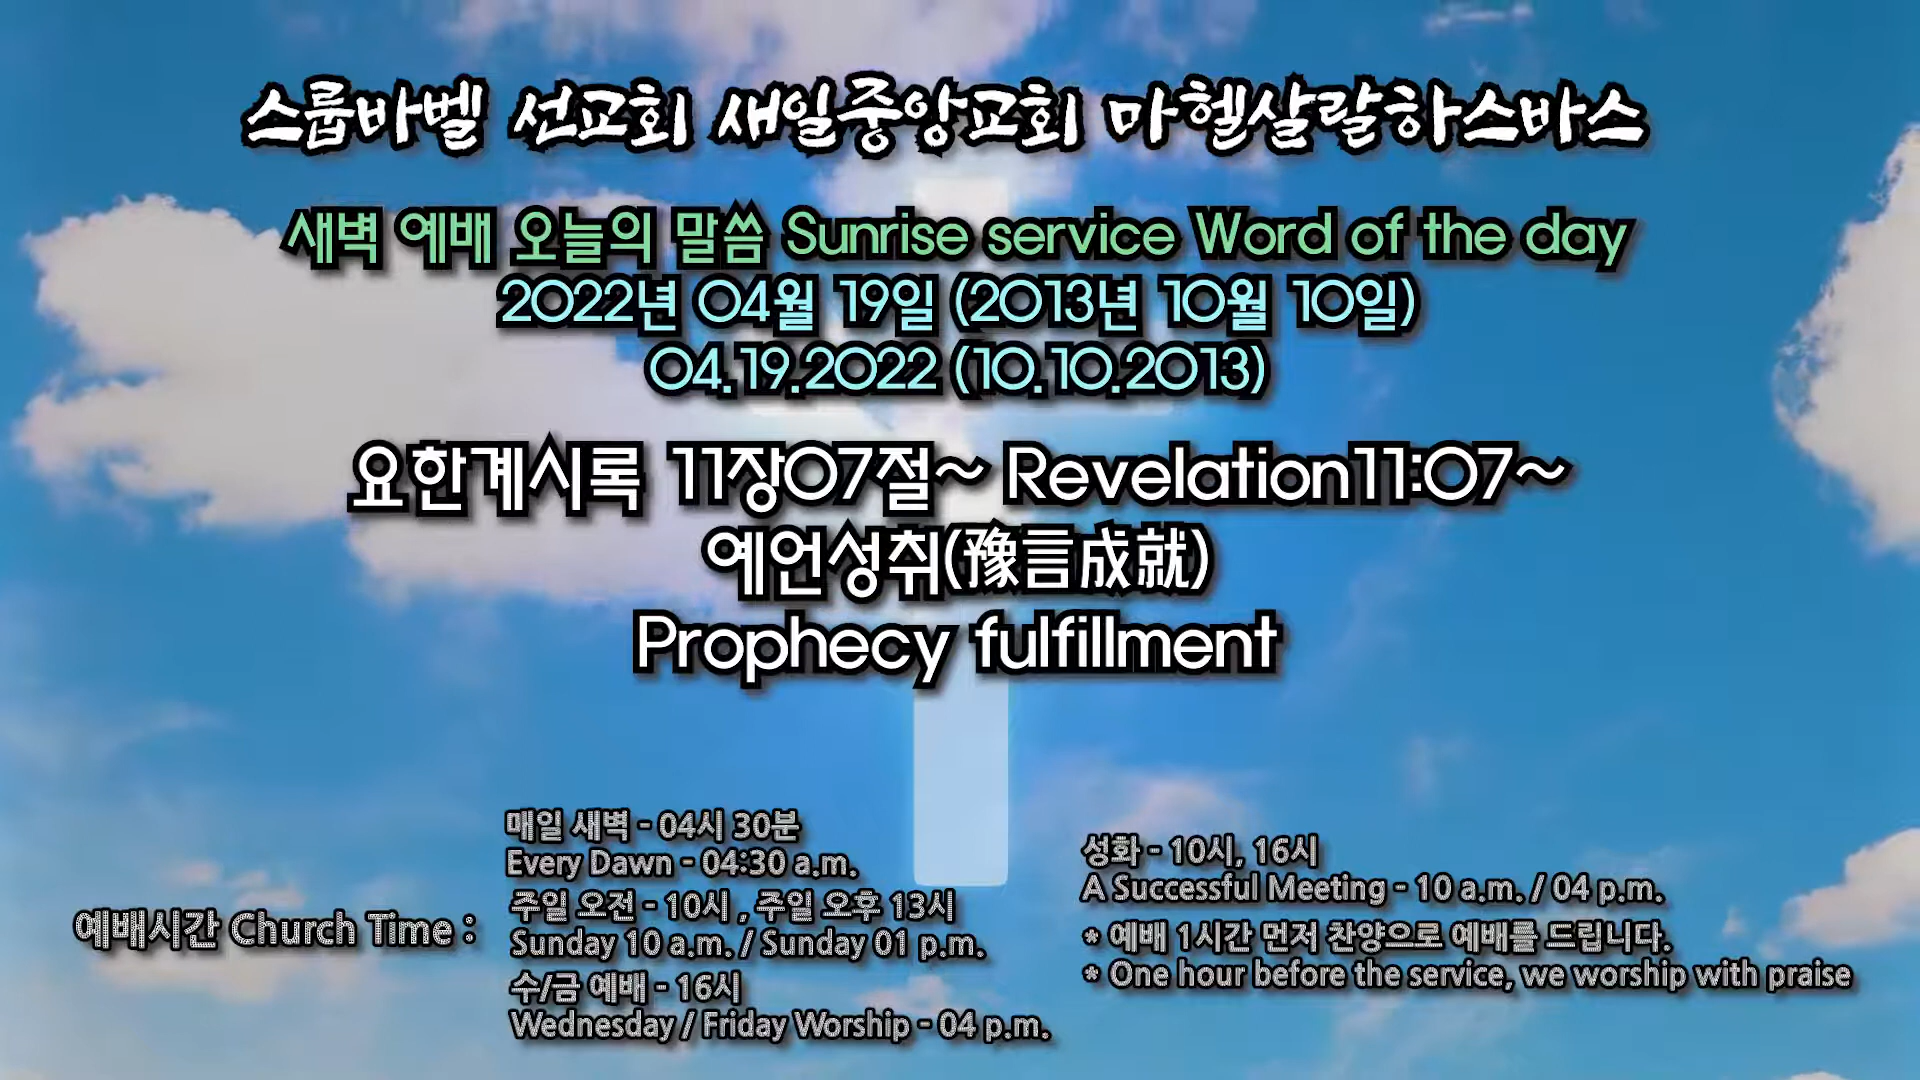 스룹바벨 선교회 새일중앙교회 마헬살랄하스바스
새벽 예배 오늘의 말씀 Sunrise service Word of the day
2022년 04월 19일 (2013년 10월 10일)
04.19.2022 (10.10.2013)
요한계시록 11장07절~ Revelation11:07~
예언성취(豫言成就)
Prophecy fulfillment
예배시간 Church Time :
매일 새벽 - 04시 30분
Every Dawn - 04:30 a.m.
주일 오전 - 10시 , 주일 오후 13시
Sunday 10 a.m. / Sunday 01 p.m.
수/금 예배 - 16시
Wednesday / Friday Worship - 04 p.m.
성화 - 10시, 16시
A Successful Meeting - 10 a.m. / 04 p.m.
* 예배 1시간 먼저 찬양으로 예배를 드립니다.
* One hour before the service, we worship with praise